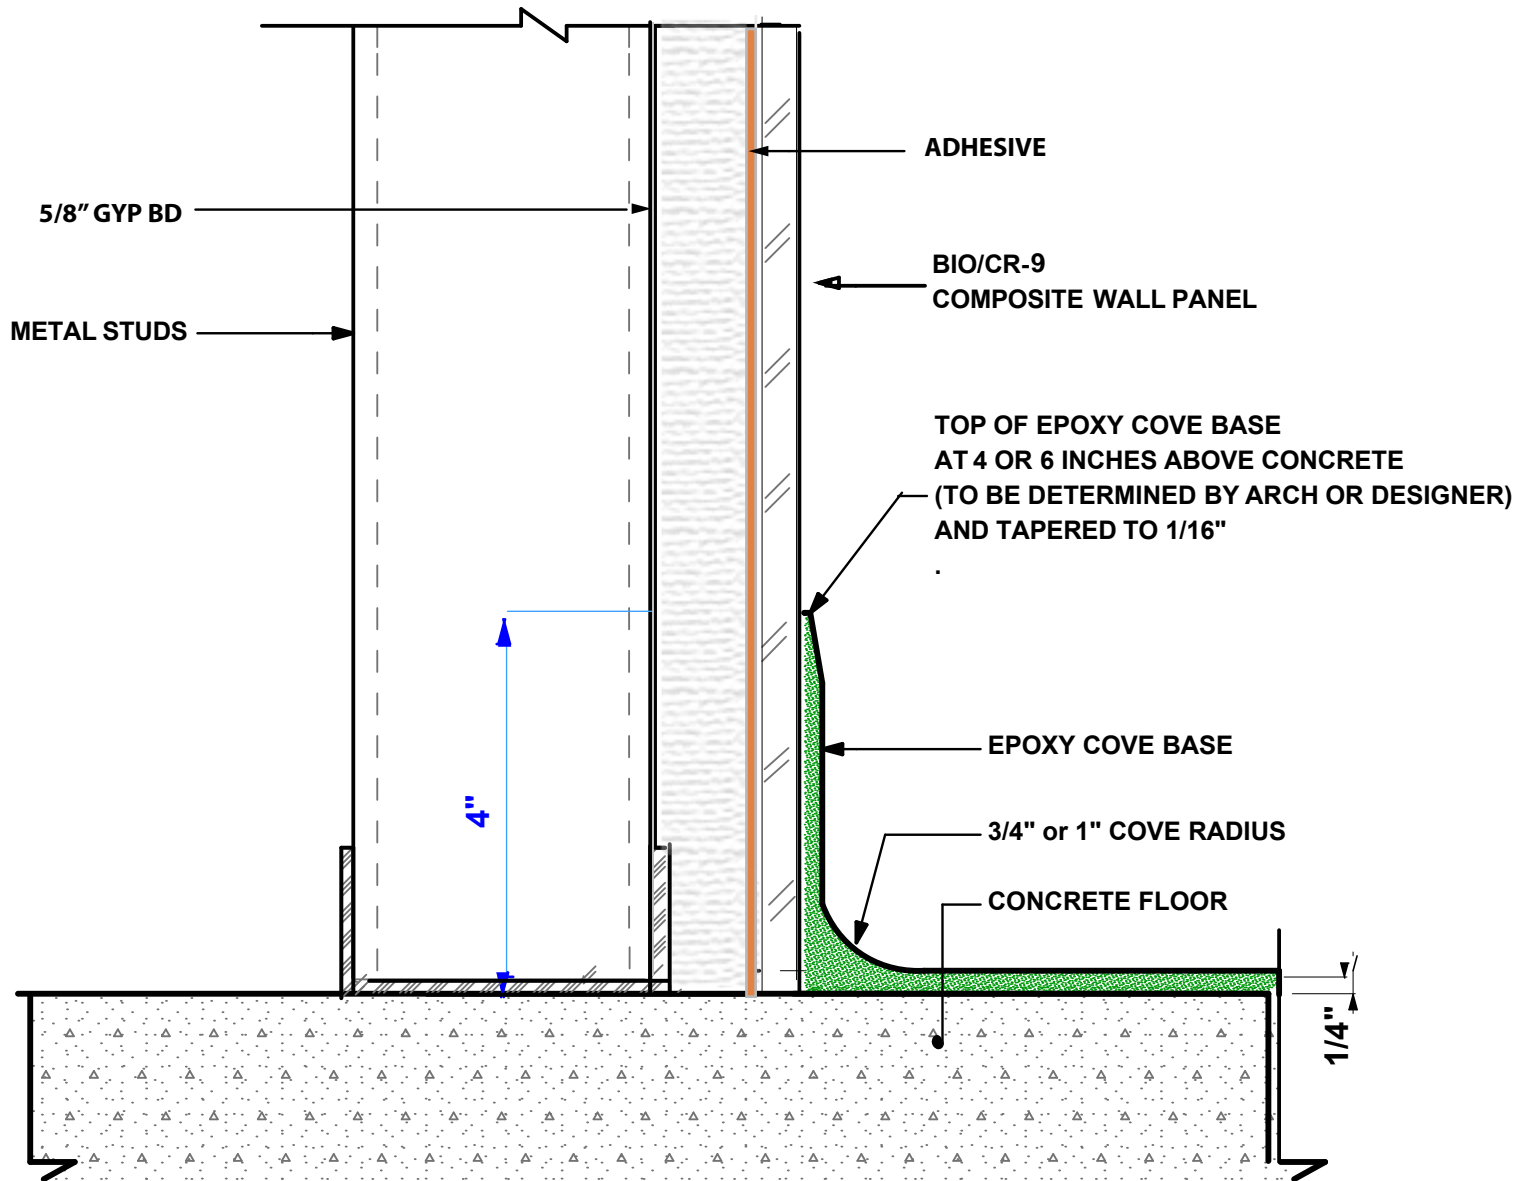 ADHESIVE
5/8" GYP BD
BIO/CR-9
COMPOSITE WALL PANEL
METAL STUDS
TOP OF EPOXY COVE BASE
AT 4 OR 6 INCHES ABOVE CONCRETE
(TO BE DETERMINED BY ARCH OR DESIGNER)
AND TAPERED TO 1/16"
.
EPOXY COVE BASE
4"
3/4" or 1" COVE RADIUS
CONCRETE FLOOR
1/4"